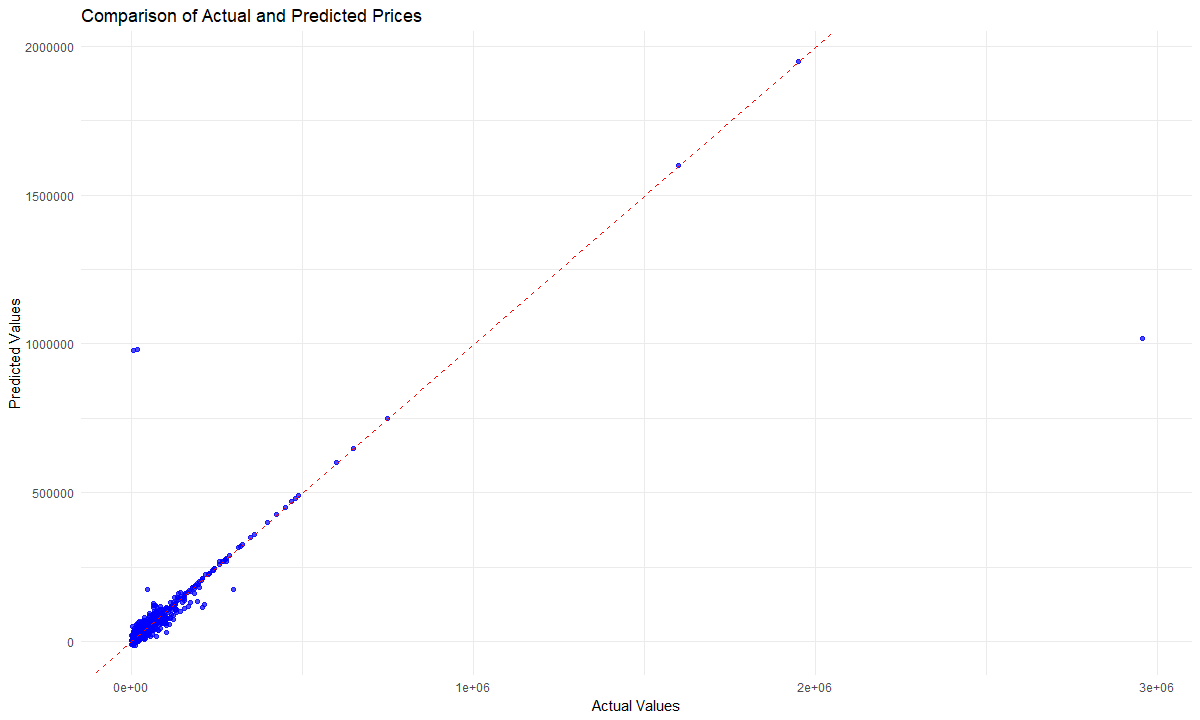 Comparison of Actual and Predicted Prices
2000000
1500000
1000000
500000
0
Predicted Values
0e+00 1e+06 2e+06 3e+06
Actual Values